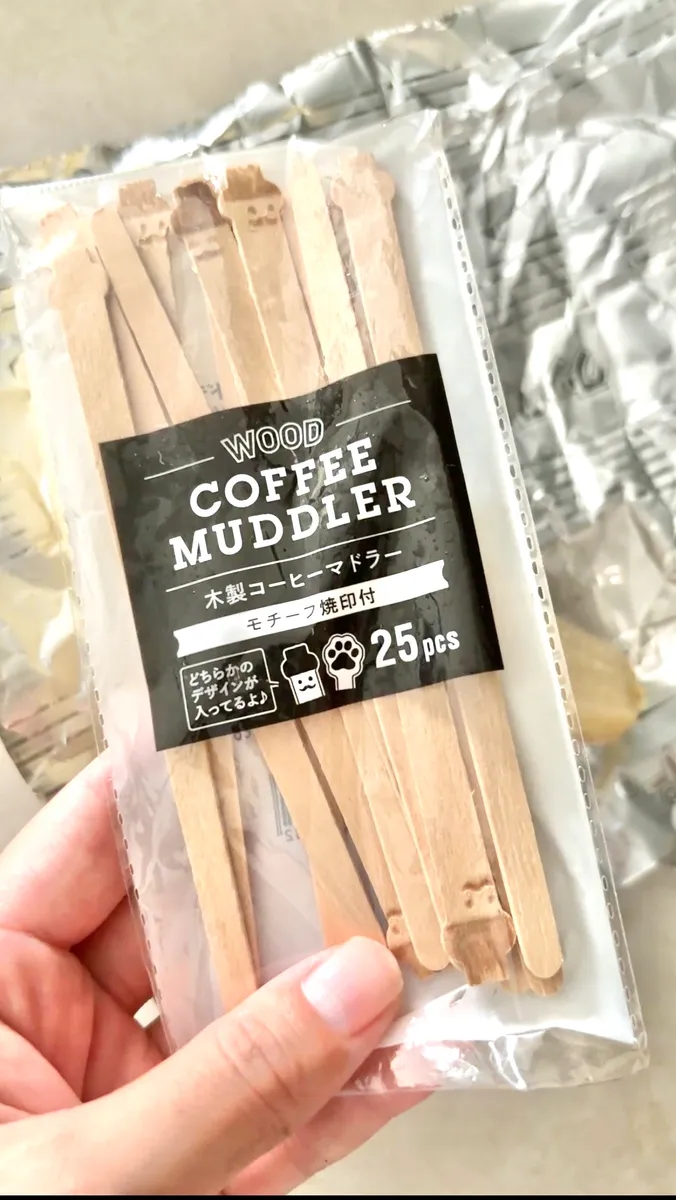 WOOD
COFFEE
MUDDLER
木製コーヒーマドラー
モチーフ焼印付
どちらかの
デザインが
入ってるよ♪
25pcs